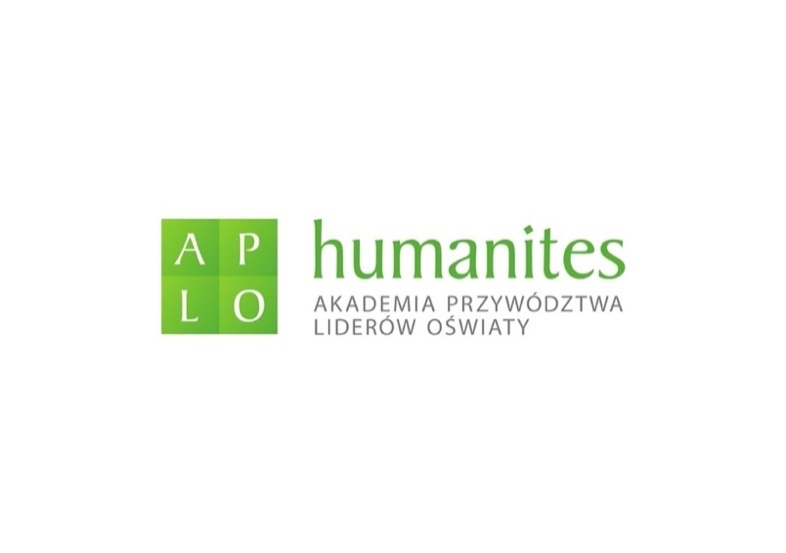 A P
L O
humanites
AKADEMIA PRZYWÓDZTWA
LIDERÓW OŚWIATY